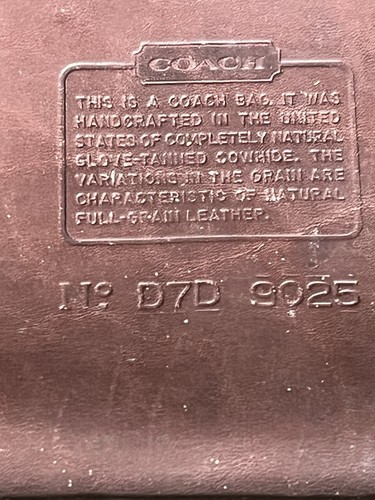 COACH
THIS IS A COACH BAG. IT WAS
HANDCRAFTED IN THE UNITED
STATES OF COMPLETELY NATURAL
GLOVE-TANNED COWHIDE. THE
VARIATIONS IN THE GRAIN ARE
CHARACTERISTIC OF NATURAL
FULL-GRAIN LEATHER.
Nº D7D 9025